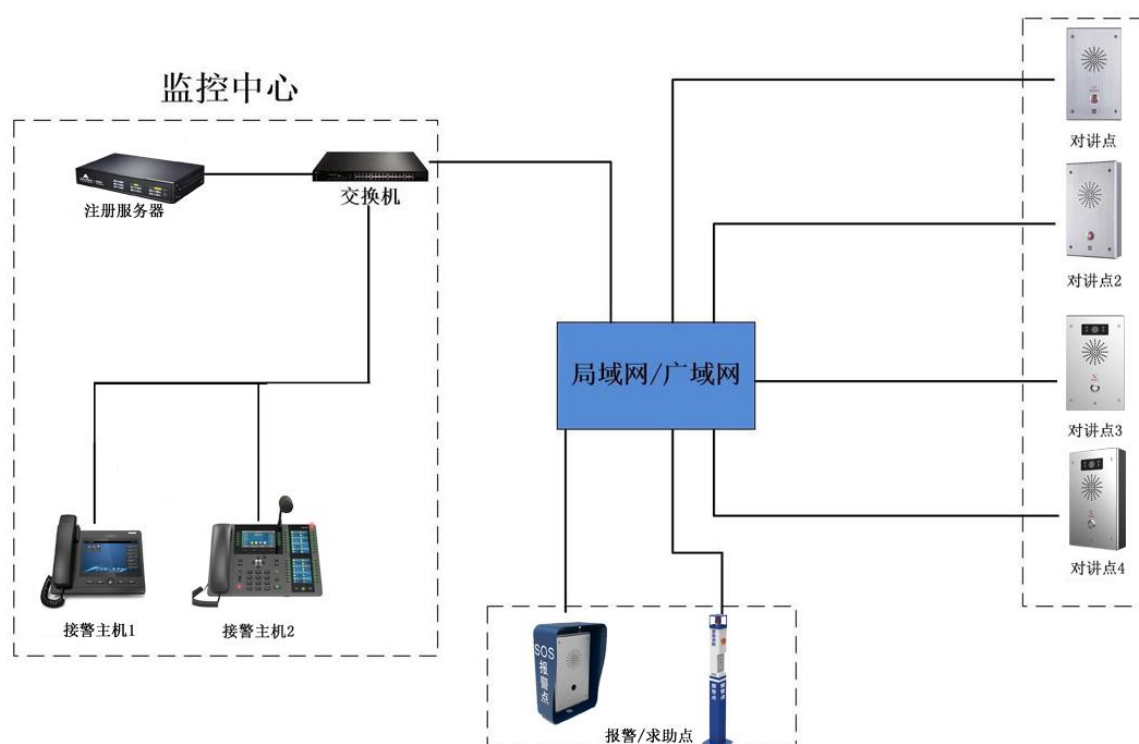 监控中心
注册服务器
交换机
接警主机1
接警主机2
局域网/广域网
对讲点
对讲点2
对讲点3
对讲点4
SOS
报
警
点
报警/求助点